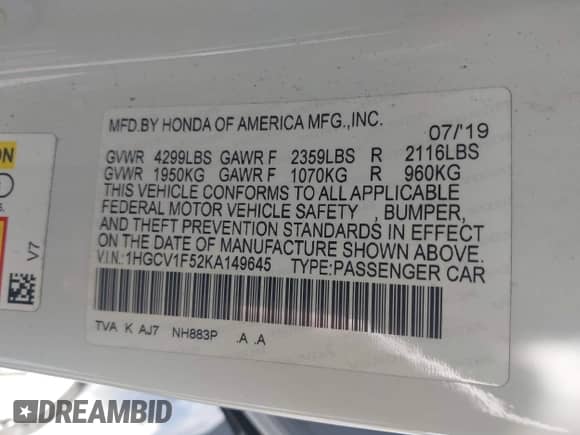 MFD.BY HONDA OF AMERICA MFG.,INC. 07/'19
GVWR 4299LBS GAWR F 2359LBS R 2116LBS
GVWR 1950KG GAWR F 1070KG R 960KG
THIS VEHICLE CONFORMS TO ALL APPLICABLE
FEDERAL MOTOR VEHICLE SAFETY , BUMPER,
AND THEFT PREVENTION STANDARDS IN EFFECT
ON THE DATE OF MANUFACTURE SHOWN ABOVE.
V.I.N.:1HGCV1F52KA149645 TYPE:PASSENGER CAR
TVA K AJ7 NH883P .A .A
V7
DREAMBID